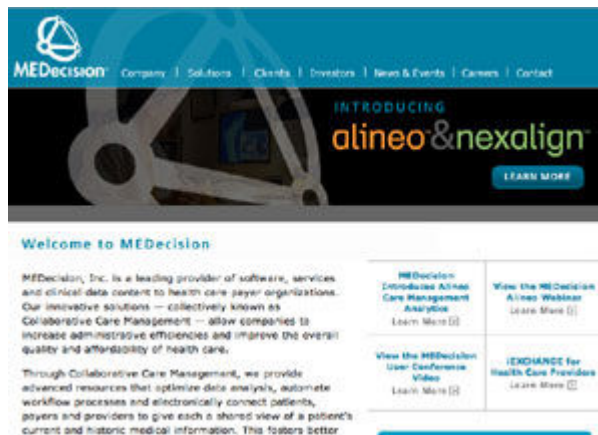 MEDecision
Company | Solutions | Clients | Investors | News & Events | Careers | Contact
INTRODUCING
alineo & nexalign
LEARN MORE
Welcome to MEDecision
MEDecision, Inc. is a leading provider of software, services
and clinical data content to health care payer organizations.
Our innovative solutions — collectively known as
Collaborative Care Management — allow companies to
increase administrative efficiencies and improve the overall
quality and affordability of health care.
Through Collaborative Care Management, we provide
advanced resources that optimize data analysis, automate
workflow processes and electronically connect patients,
payers and providers to give each a shared view of a patient's
current and historic medical information. This fosters better
MEDecision
Introduces Alineo
Care Management
Analytics
Learn More
View the MEDecision
Alineo Webinar
Learn More
View the MEDecision
User Conference
Video
Learn More
iEXCHANGE for
Health Care Providers
Learn More